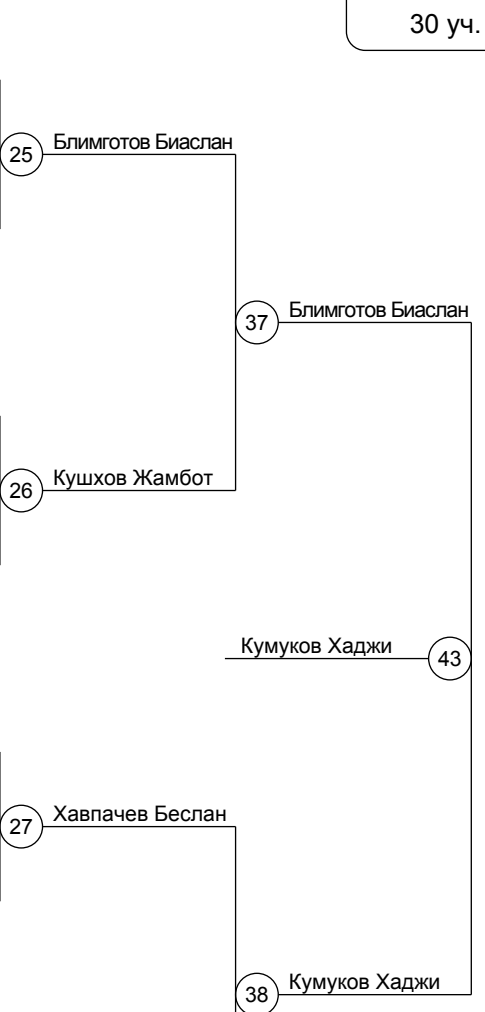 30 уч.
25 Блимготов Биаслан
37 Блимготов Биаслан
26 Кушхов Жамбот
Кумуков Хаджи 43
27 Хавпачев Беслан
38 Кумуков Хаджи